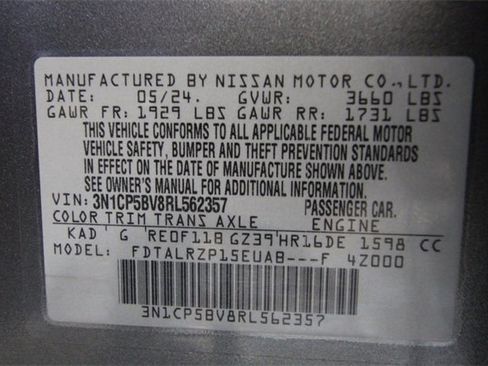 MANUFACTURED BY NISSAN MOTOR CO.,LTD.
DATE: 05/24. GVWR: 3660 LBS
GAWR FR: 1929 LBS GAWR RR: 1731 LBS
THIS VEHICLE CONFORMS TO ALL APPLICABLE FEDERAL MOTOR
VEHICLE SAFETY, BUMPER AND THEFT PREVENTION STANDARDS
IN EFFECT ON THE DATE OF MANUFACTURE SHOWN ABOVE.
SEE OWNER'S MANUAL FOR ADDITIONAL INFORMATION.
VIN: 3N1CP5BV8RL562357 PASSENGER CAR.
COLOR TRIM TRANS AXLE ENGINE
KAD G RE0F11B GZ39 HR16DE 1598 CC
MODEL: FDTALRZP15EUAB---F 4Z000
3N1CP5BV8RL562357